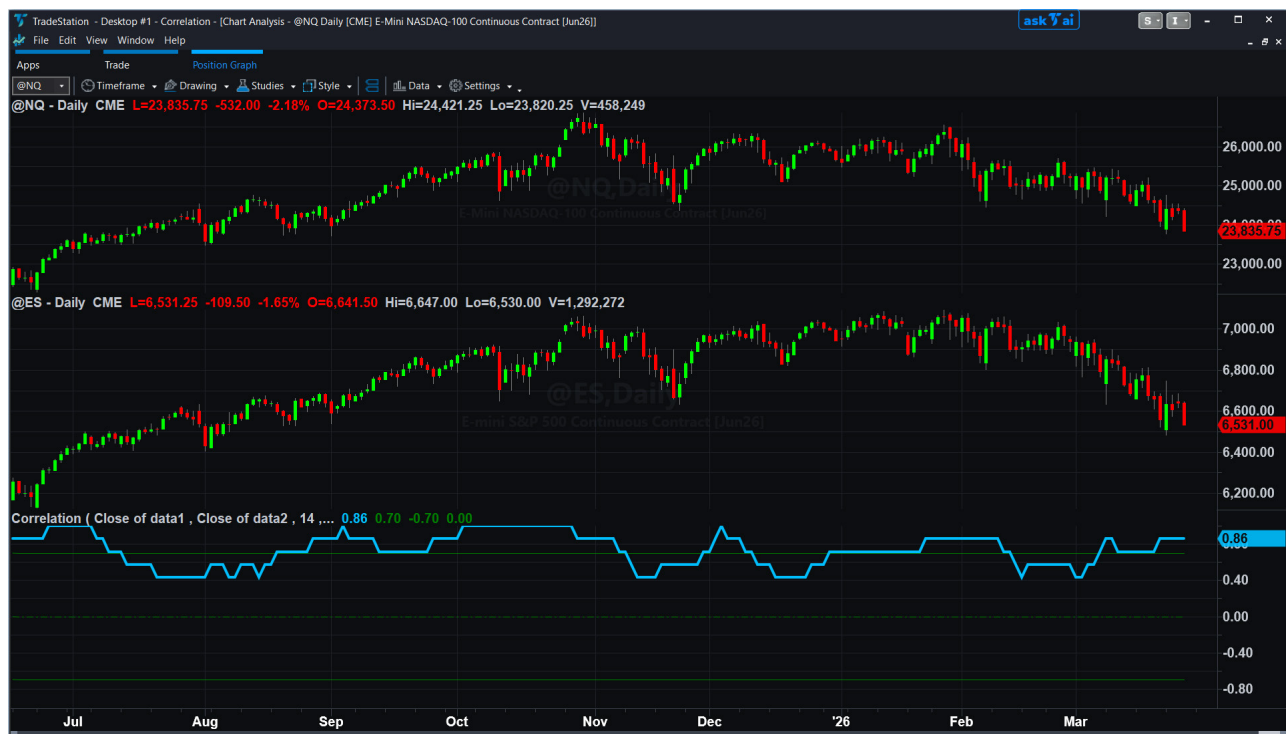 TradeStation - Desktop #1 - Correlation - [Chart Analysis - @NQ Daily [CME] E-Mini NASDAQ-100 Continuous Contract [Jun26]]
ask ai
S
I
File Edit View Window Help
Apps Trade Position Graph
@NQ Timeframe Drawing Studies Style Data Settings
@NQ - Daily CME L=23,835.75 -532.00 -2.18% O=24,373.50 Hi=24,421.25 Lo=23,820.25 V=458,249
26,000.00
@NQ,Daily
25,000.00
E-Mini NASDAQ-100 Continuous Contract [Jun26]
24,000.00
23,835.75
23,000.00
@ES - Daily CME L=6,531.25 -109.50 -1.65% O=6,641.50 Hi=6,647.00 Lo=6,530.00 V=1,292,272
7,000.00
6,800.00
@ES,Daily
6,600.00
E-mini S&P 500 Continuous Contract [Jun26]
6,531.00
6,400.00
6,200.00
Correlation ( Close of data1 , Close of data2 , 14 ,... 0.86 0.70 -0.70 0.00
0.86
0.80
0.40
0.00
-0.40
-0.80
Jul Aug Sep Oct Nov Dec '26 Feb Mar